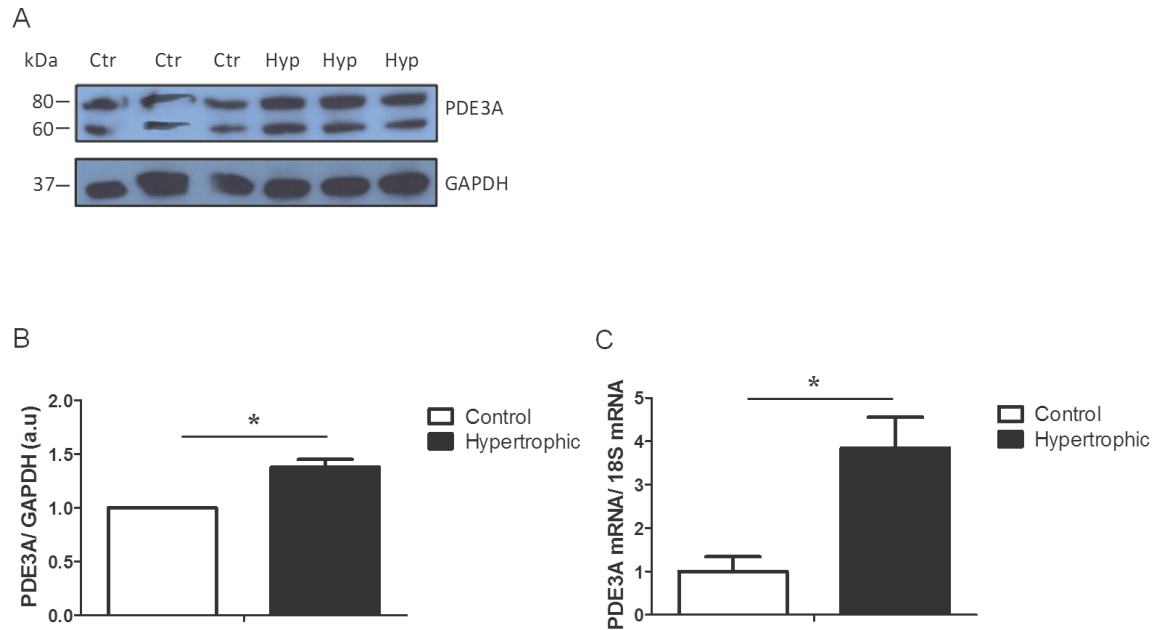 A
kDa Ctr Ctr Ctr Hyp Hyp Hyp
80
PDE3A
60
37
GAPDH
B
PDE3A/ GAPDH (a.u)
2.0
1.5
1.0
0.5
0.0
*
Control
Hypertrophic
C
PDE3A mRNA/ 18S mRNA
5
4
3
2
1
0
*
Control
Hypertrophic